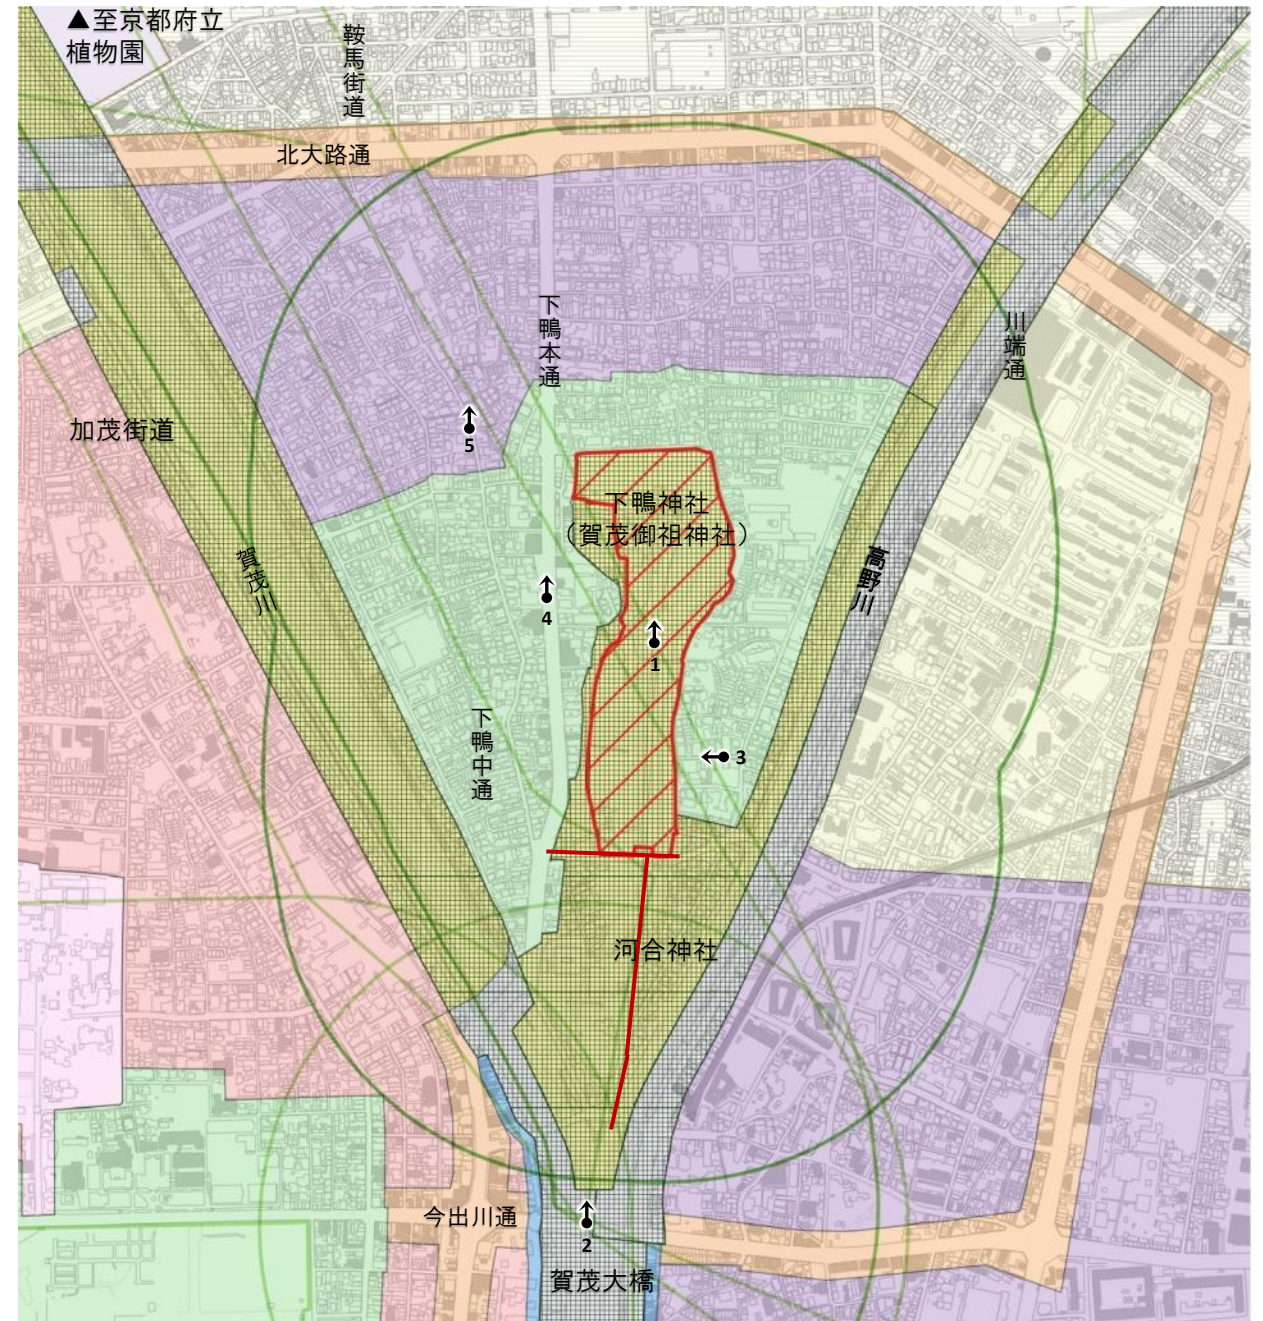 ▲至京都府立
植物園
鞍馬街道
北大路通
下鴨本通
川端通
加茂街道
5
下鴨神社
（賀茂御祖神社）
賀茂川
高野川
4
1
下鴨中通
3
河合神社
今出川通
2
賀茂大橋